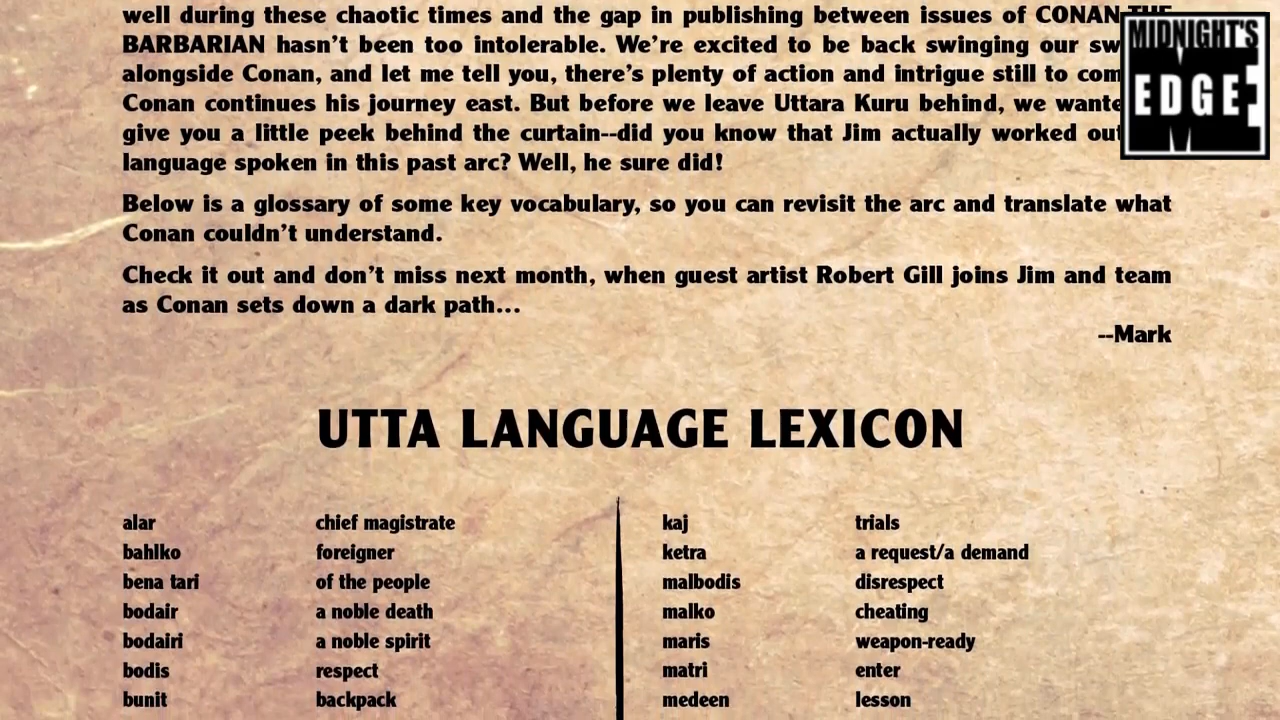 well during these chaotic times and the gap in publishing between issues of CONAN THE
BARBARIAN hasn't been too intolerable. We're excited to be back swinging our
alongside Conan, and let me tell you, there's plenty of action and intrigue still to
Conan continues his journey east. But before we leave Uttara Kuru behind, we
give you a little peek behind the curtain--did you know that Jim actually worked
language spoken in this past arc? Well, he sure did!
Below is a glossary of some key vocabulary, so you can revisit the arc and translate what
Conan couldn't understand.
Check it out and don't miss next month, when guest artist Robert Gill joins Jim and team
as Conan sets down a dark path...
--Mark
MIDNIGHT'S
EDGE
UTTA LANGUAGE LEXICON
alar chief magistrate
bahlko foreigner
bena tari of the people
bodair a noble death
bodairi a noble spirit
bodis respect
bunit backpack
kaj trials
ketra a request/a demand
malbodis disrespect
malko cheating
maris weapon-ready
matri enter
medeen lesson